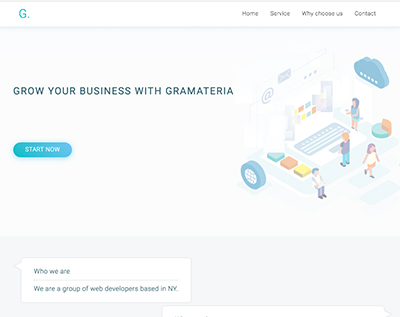 G.
Home Service Why choose us Contact
GROW YOUR BUSINESS WITH GRAMATERIA
START NOW
Who we are
We are a group of web developers based in NY.